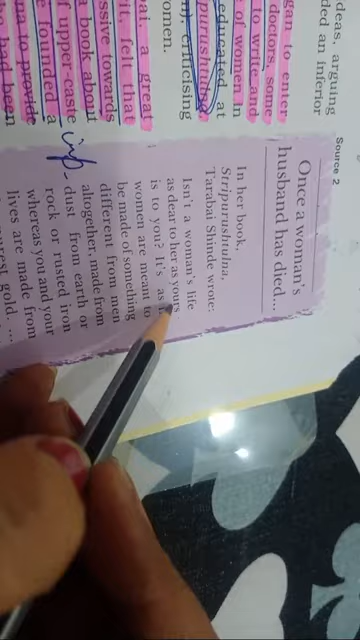 deas, arguing
ded an inferior
gan to enter
doctors, some
to write and
of women in
educated at
purushtulna,
criticising
omen.
ai, a great
it, felt that
ssive towards
a book about
f upper-caste
e founded a
na to provide
had been
imp
Source 2
Once a woman's
husband has died...
In her book,
Stripurushtulna,
Tarabai Shinde wrote:
Isn't a woman's life
as dear to her as yours
is to you? It's as
women are meant to
be made of something
different from men
altogether, made from
dust from earth or
rock or rusted iron
whereas you and your
lives are made from
gold. ...